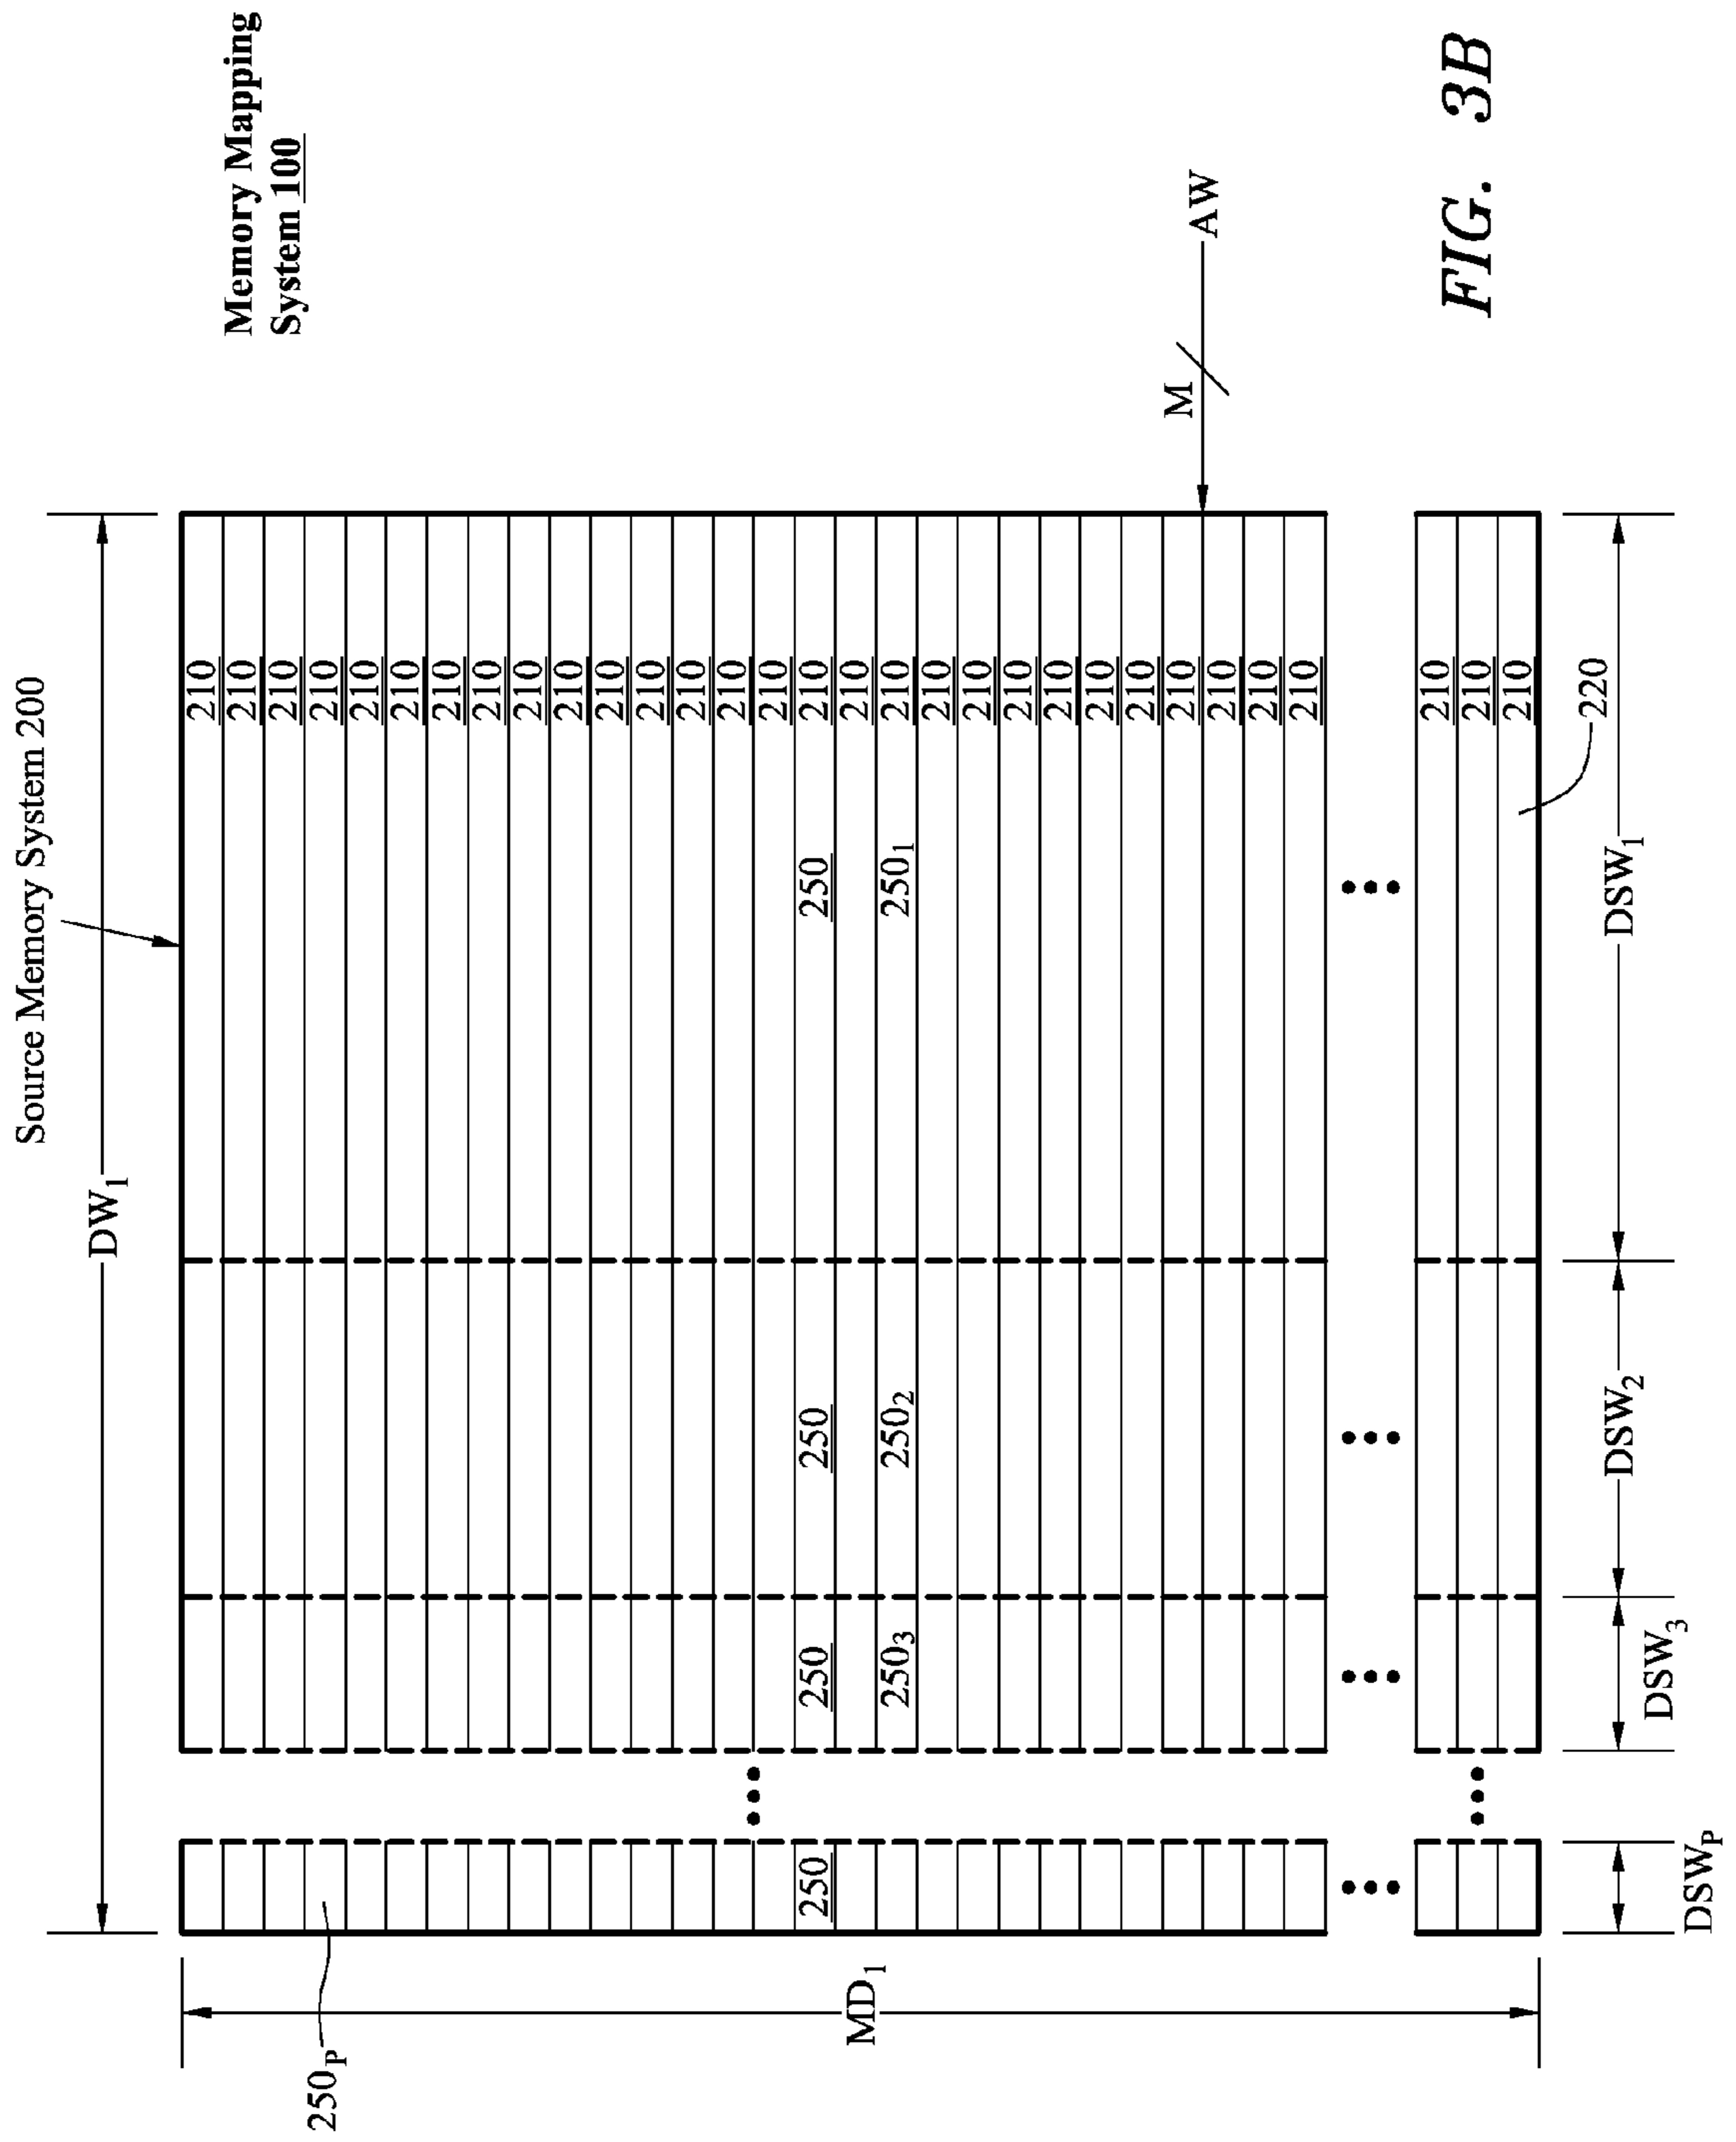 Source Memory System 200
DW₁
Memory Mapping
System 100
210
210
210
250ₚ
210
210
210
210
210
210
210
210
210
210
210
210
250 250 250 250 210
MD₁
210
250₃ 250₂ 250₁ 210
210
210
210
210
210
210
210
M
AW
210
210
210
210
210
210
220
DSWₚ DSW₃ DSW₂ DSW₁
FIG. 3B